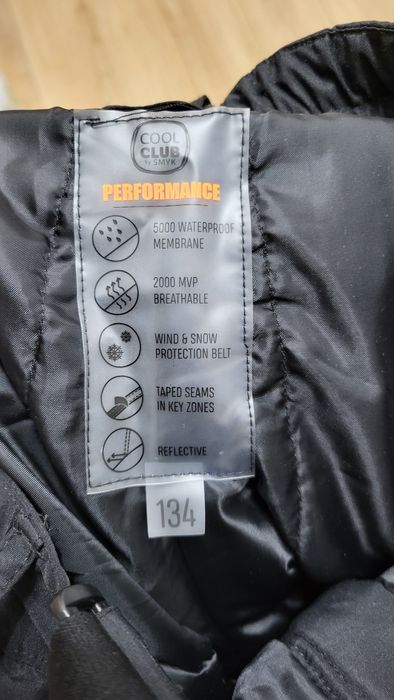 COOL
CLUB
by SMYK
PERFORMANCE
5000 WATERPROOF
MEMBRANE
2000 MVP
BREATHABLE
WIND & SNOW
PROTECTION BELT
TAPED SEAMS
IN KEY ZONES
REFLECTIVE
134